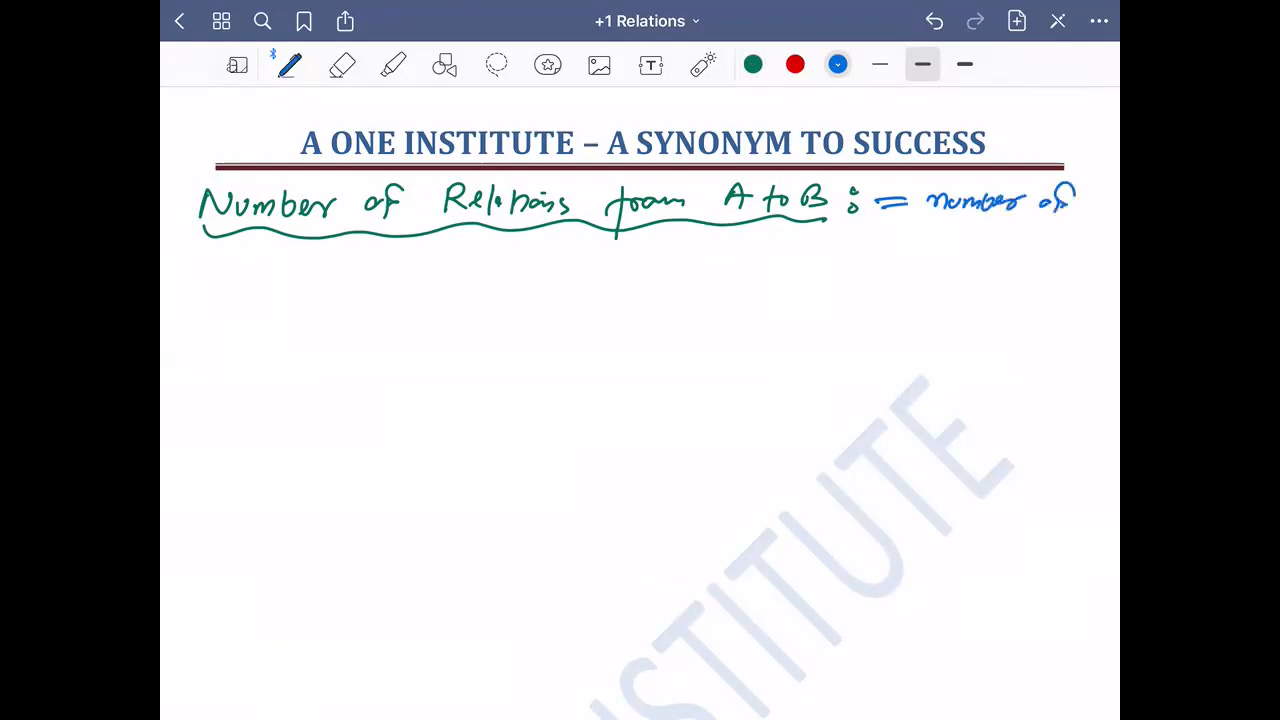 +1 Relations
A ONE INSTITUTE – A SYNONYM TO SUCCESS
Number of Relations from A to B : = number of
INSTITUTE